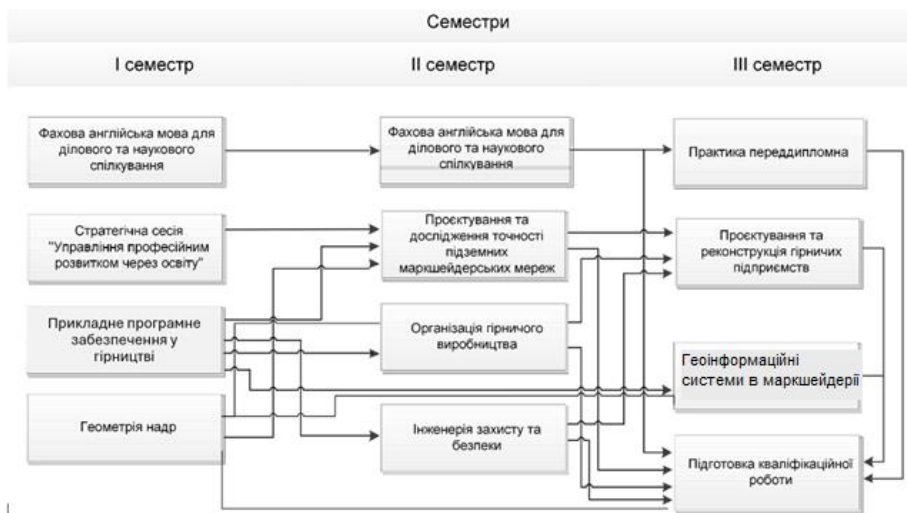 Семестри
I семестр
II семестр
III семестр
Фахова англійська мова для
ділового та наукового
спілкування
Фахова англійська мова для
ділового та наукового
спілкування
Практика переддипломна
Стратегічна сесія
"Управління професійним
розвитком через освіту"
Проєктування та
дослідження точності
підземних
маркшейдерських мереж
Проєктування та
реконструкція гірничих
підприємств
Прикладне програмне
забезпечення у
гірництві
Організація гірничого
виробництва
Геоінформаційні
системи в маркшейдерії
Геометрія надр
Інженерія захисту та
безпеки
Підготовка кваліфікаційної
роботи